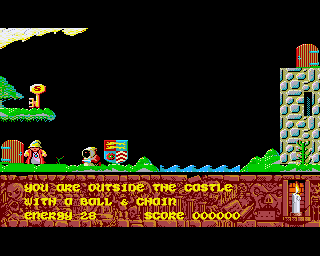 YOU ARE OUTSIDE THE CASTLE
WITH A BALL & CHAIN
ENERGY 28 SCORE 000000